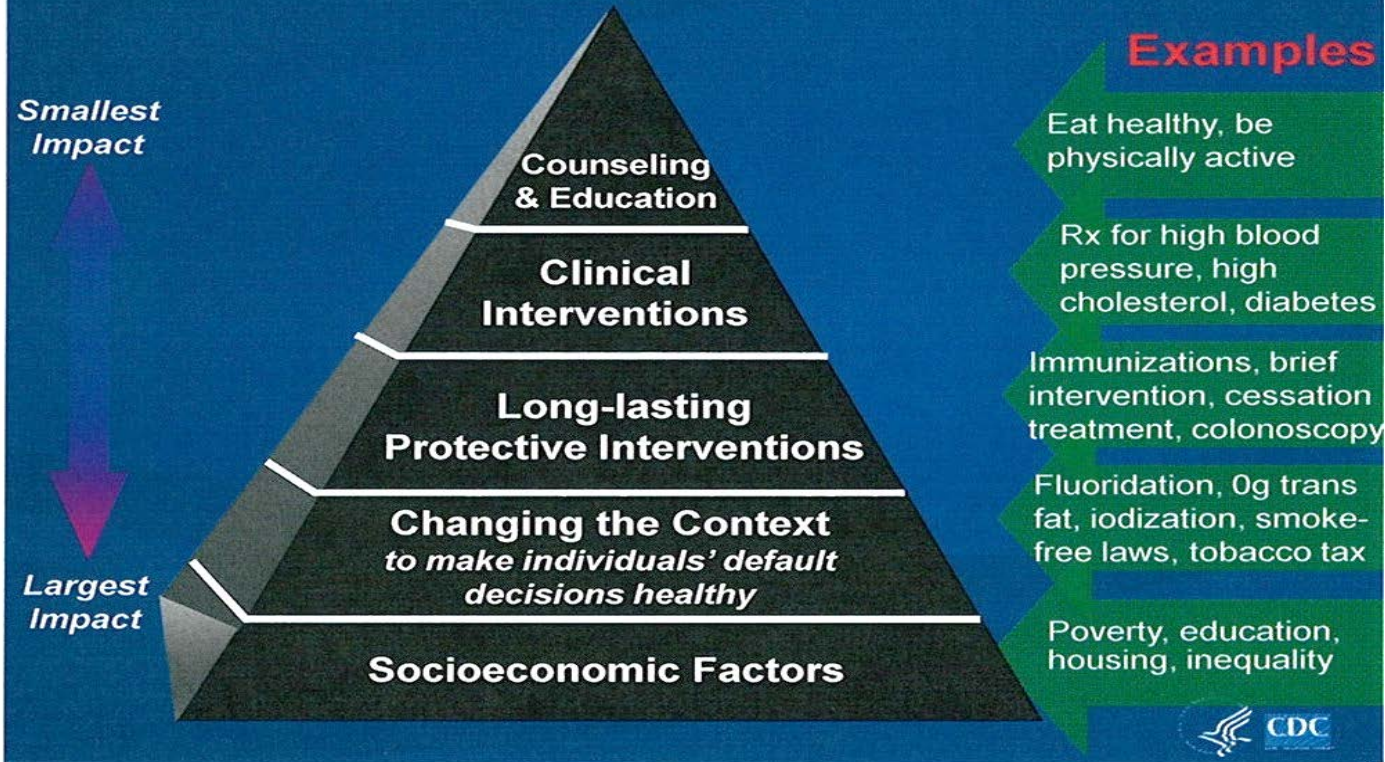 Examples
Smallest
Impact
Largest
Impact
Counseling
& Education
Clinical
Interventions
Long-lasting
Protective Interventions
Changing the Context
to make individuals' default
decisions healthy
Socioeconomic Factors
Eat healthy, be
physically active
Rx for high blood
pressure, high
cholesterol, diabetes
Immunizations, brief
intervention, cessation
treatment, colonoscopy
Fluoridation, 0g trans
fat, iodization, smoke-
free laws, tobacco tax
Poverty, education,
housing, inequality
CDC